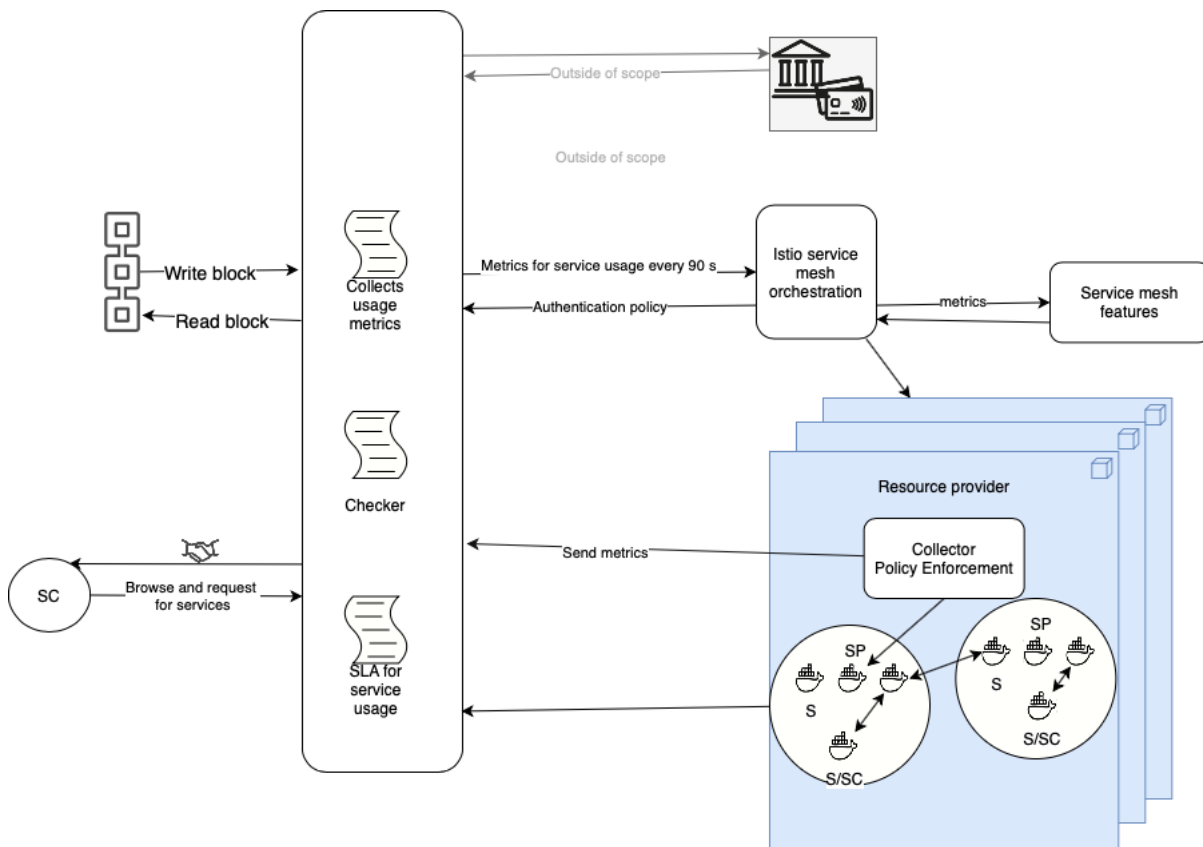 Outside of scope
Outside of scope
Write block
Read block
Collects
usage
metrics
Metrics for service usage every 90 s
Authentication policy
Istio service
mesh
orchestration
metrics
Service mesh
features
Checker
Resource provider
Send metrics
Collector
Policy Enforcement
SC
Browse and request
for services
SLA for
service
usage
SP
S
S/SC
SP
S
S/SC